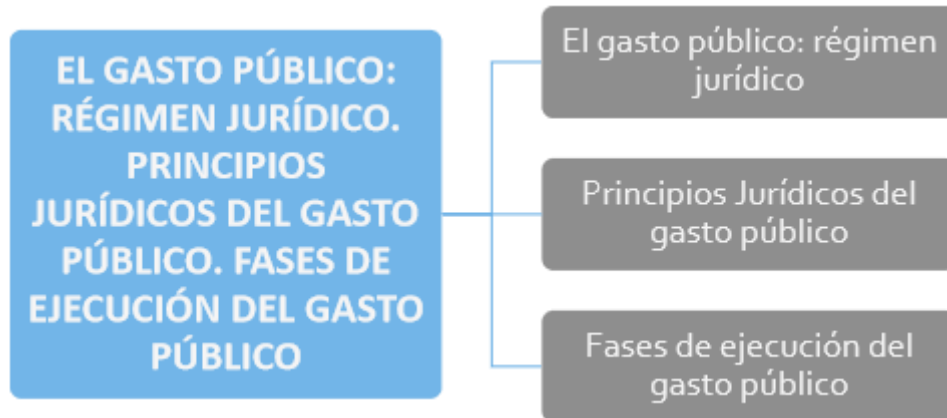 EL GASTO PÚBLICO:
RÉGIMEN JURÍDICO.
PRINCIPIOS
JURÍDICOS DEL GASTO
PÚBLICO. FASES DE
EJECUCIÓN DEL GASTO
PÚBLICO
El gasto público: régimen
jurídico
Principios Jurídicos del
gasto público
Fases de ejecución del
gasto público